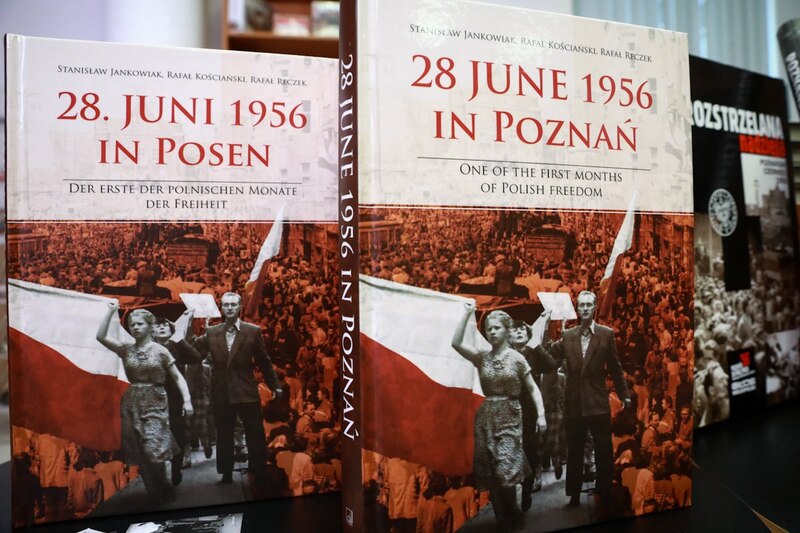 Stanisław Jankowiak, Rafał Kościański, Rafał Reczek
28. Juni 1956
in Posen
Der erste der polnischen Monate
der Freiheit
28 June 1956 in Poznań
Stanisław Jankowiak, Rafał Kościański, Rafał Reczek
28 June 1956
in Poznań
One of the first months
of Polish freedom
ROZSTRZELANA